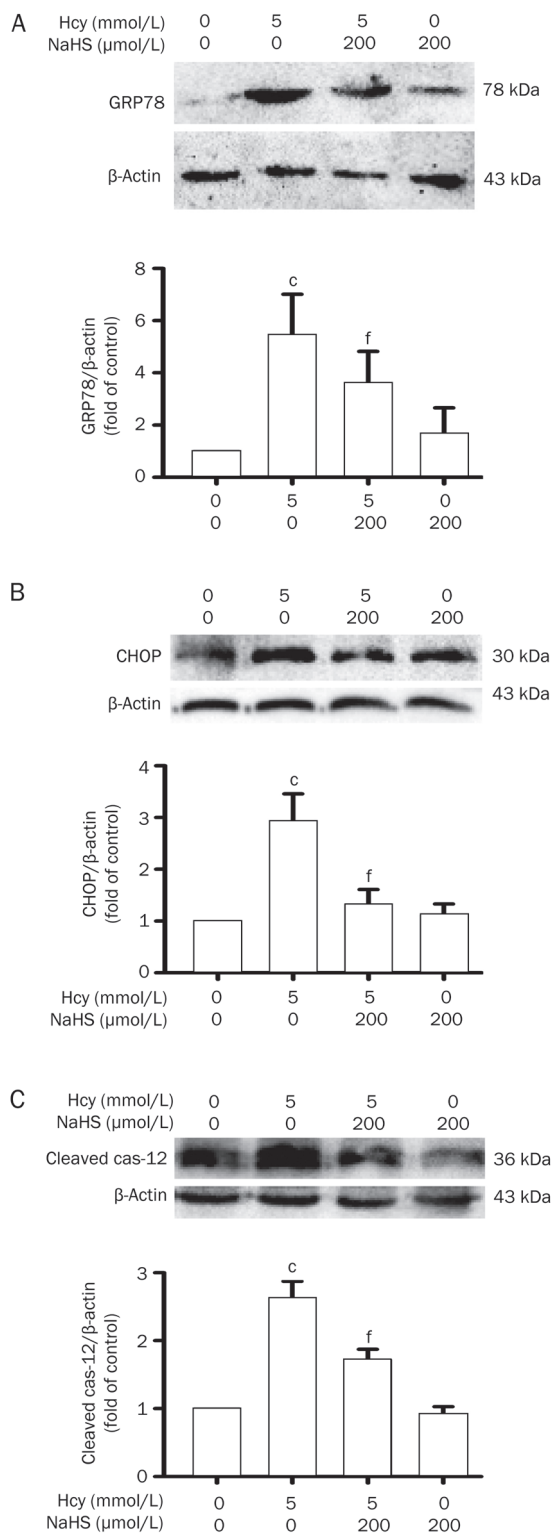 A
Hcy (mmol/L) 0 5 5 0
NaHS (µmol/L) 0 0 200 200
GRP78 78 kDa
β-Actin 43 kDa
GRP78/β-actin
(fold of control)
8
6
4
2
0
c
f
0 5 5 0
0 0 200 200
B
0 5 5 0
0 0 200 200
CHOP 30 kDa
β-Actin 43 kDa
CHOP/β-actin
(fold of control)
4
3
2
1
0
c
f
Hcy (mmol/L) 0 5 5 0
NaHS (µmol/L) 0 0 200 200
C
Hcy (mmol/L) 0 5 5 0
NaHS (µmol/L) 0 0 200 200
Cleaved cas-12 36 kDa
β-Actin 43 kDa
Cleaved cas-12/β-actin
(fold of control)
3
2
1
0
c
f
Hcy (mmol/L) 0 5 5 0
NaHS (µmol/L) 0 0 200 200